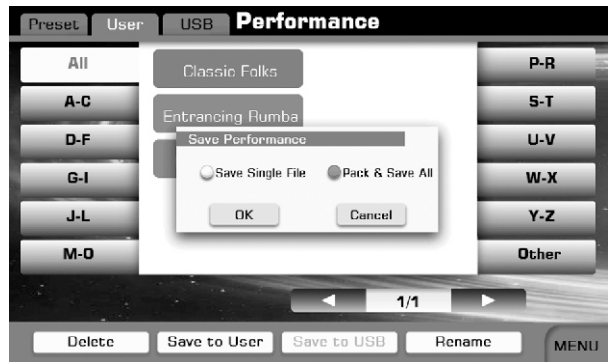 Preset User USB Performance
All
A-C
D-F
G-I
J-L
M-O
Classic Folks
Entrancing Rumba
Save Performance
Save Single File Pack & Save All
OK Cancel
P-R
S-T
U-V
W-X
Y-Z
Other
1/1
Delete Save to User Save to USB Rename MENU